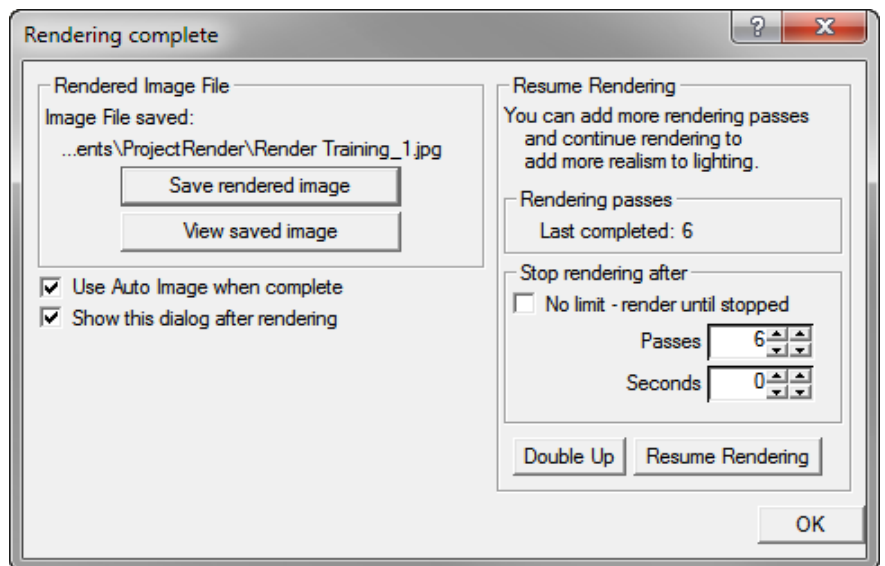 Rendering complete
Rendered Image File
Image File saved:
...ents\ProjectRender\Render Training_1.jpg
Save rendered image
View saved image
Use Auto Image when complete
Show this dialog after rendering
Resume Rendering
You can add more rendering passes
and continue rendering to
add more realism to lighting.
Rendering passes
Last completed: 6
Stop rendering after
No limit - render until stopped
Passes 6
Seconds 0
Double Up Resume Rendering
OK